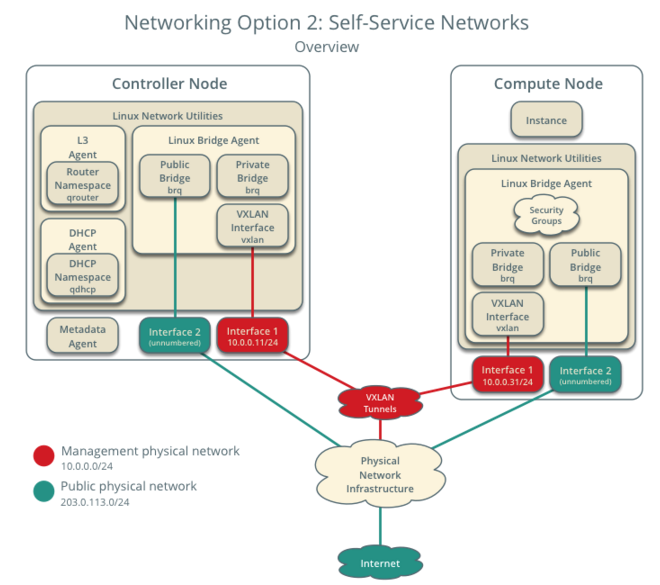 Networking Option 2: Self-Service Networks
Overview
Controller Node
Linux Network Utilities
L3
Agent
Router
Namespace
qrouter
DHCP
Agent
DHCP
Namespace
qdhcp
Linux Bridge Agent
Public
Bridge
brq
Private
Bridge
brq
VXLAN
Interface
vxlan
Metadata
Agent
Interface 2
(unnumbered)
Interface 1
10.0.0.11/24
Compute Node
Instance
Linux Network Utilities
Linux Bridge Agent
Security
Groups
Private
Bridge
brq
Public
Bridge
brq
VXLAN
Interface
vxlan
Interface 1
10.0.0.31/24
Interface 2
(unnumbered)
VXLAN
Tunnels
Physical
Network
Infrastructure
Internet
Management physical network
10.0.0.0/24
Public physical network
203.0.113.0/24